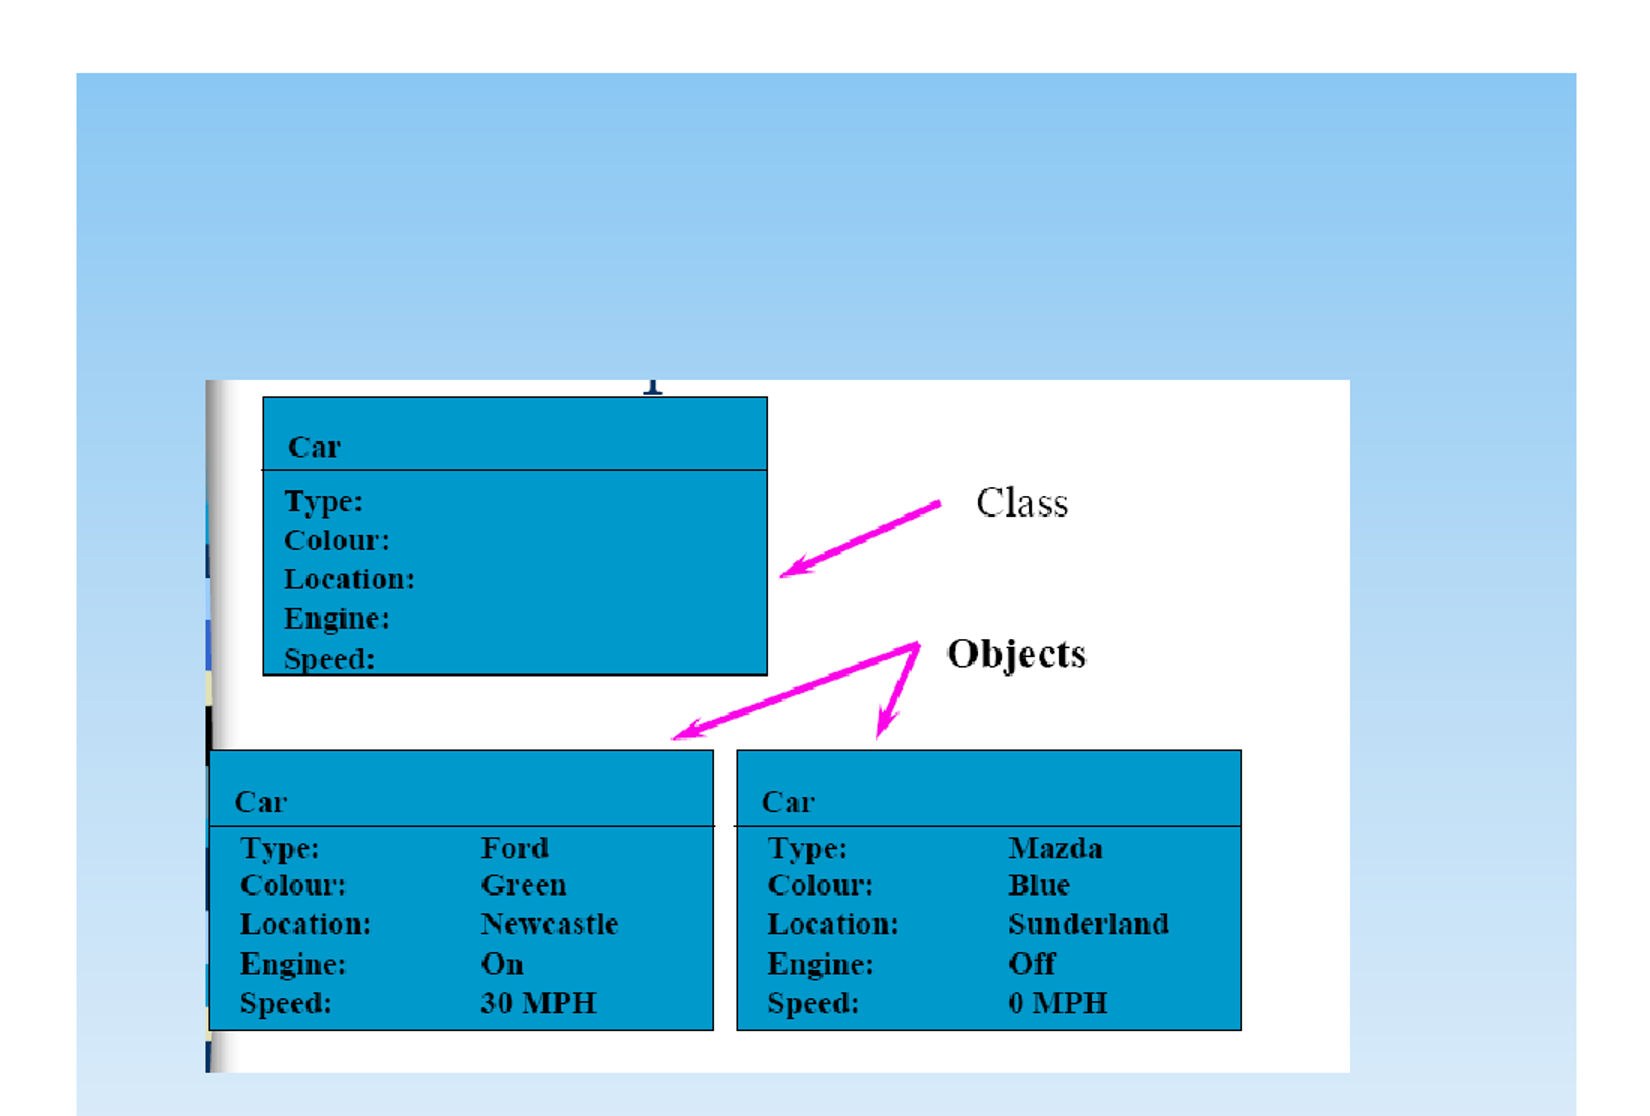 Car
Type:
Colour:
Location:
Engine:
Speed:
Class
Objects
Car
Type: Ford
Colour: Green
Location: Newcastle
Engine: On
Speed: 30 MPH
Car
Type: Mazda
Colour: Blue
Location: Sunderland
Engine: Off
Speed: 0 MPH